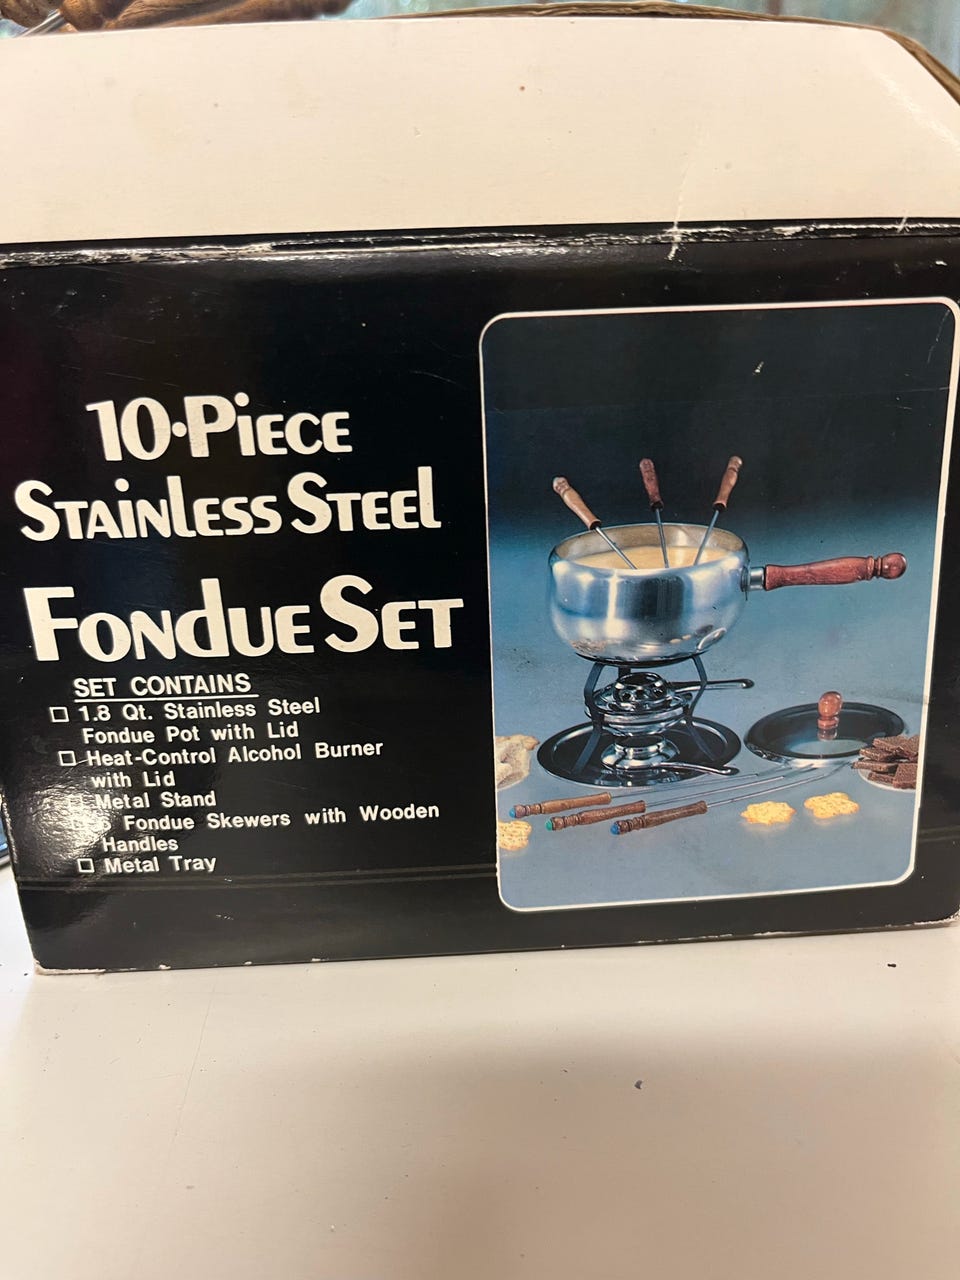 10·Piece
Stainless Steel
Fondue Set
SET CONTAINS
1.8 Qt. Stainless Steel
Fondue Pot with Lid
Heat-Control Alcohol Burner
with Lid
Metal Stand
Fondue Skewers with Wooden
Handles
Metal Tray